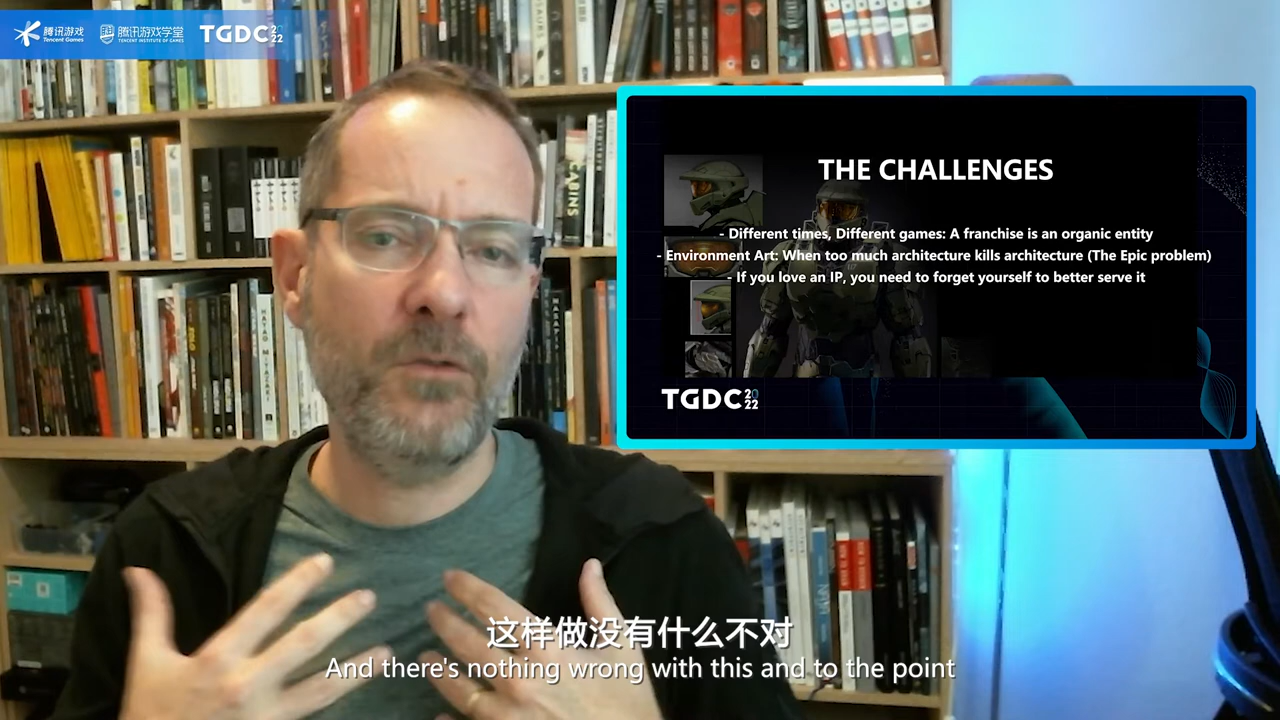 腾讯游戏
Tencent Games
腾讯游戏学堂
TENCENT INSTITUTE OF GAMES
TGDC 2022
CABINS
THE CHALLENGES
- Different times, Different games: A franchise is an organic entity
- Environment Art: When too much architecture kills architecture (The Epic problem)
- If you love an IP, you need to forget yourself to better serve it
TGDC 2022
HAYAO MIYAZAKI
这样做没有什么不对
And there's nothing wrong with this and to the point